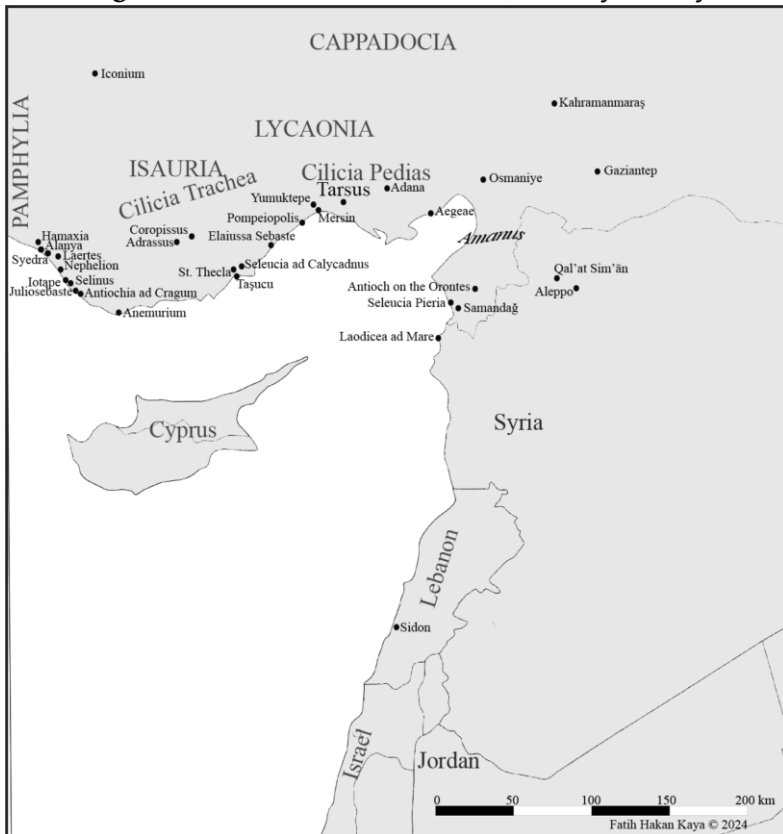 CAPPADOCIA
Iconium
Kahramanmaraş
PAMPHYLIA
LYCAONIA
ISAURIA
Cilicia Pedias
Gaziantep
Osmaniye
Cilicia Trachea
Tarsus
Adana
Yumuktepe
Mersin
Aegeae
Pompeiopolis
Coropissus
Adrassus
Elaiussa Sebaste
Amanus
Hamaxia
Alanya
Syedra
Laertes
Nephelion
St. Thecla
Seleucia ad Calycadnus
Taşucu
Qal'at Sim'ān
Aleppo
Iotape
Selinus
Juliosebaste
Antiochia ad Cragum
Antioch on the Orontes
Seleucia Pieria
Samandağ
Anemurium
Laodicea ad Mare
Cyprus
Syria
Lebanon
Sidon
Israel
Jordan
0 50 100 150 200 km
Fatih Hakan Kaya © 2024